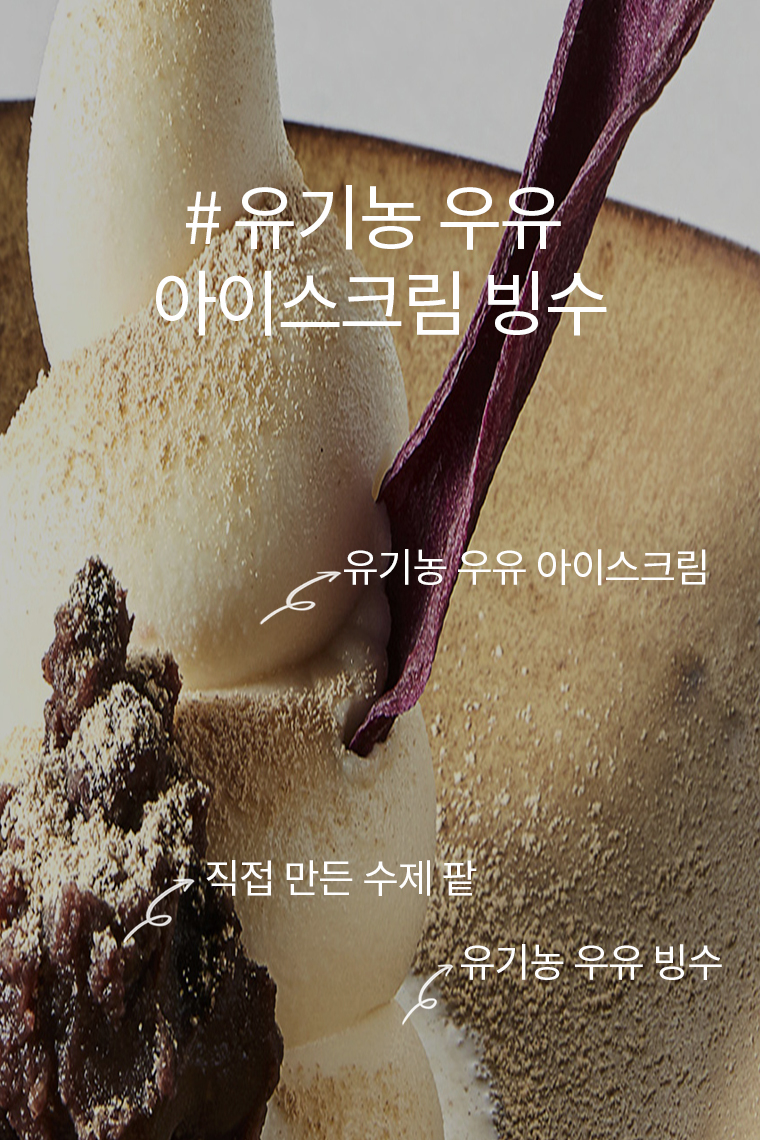 # 유기농 우유
아이스크림 빙수
유기농 우유 아이스크림
직접 만든 수제 팥
유기농 우유 빙수